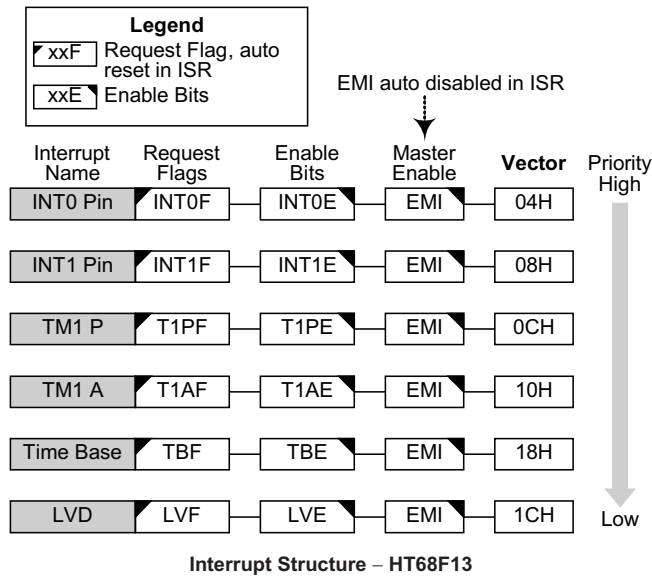 Legend
xxF Request Flag, auto
reset in ISR
xxE Enable Bits
EMI auto disabled in ISR
Interrupt Name Request Flags Enable Bits Master Enable Vector Priority High
INT0 Pin INT0F INT0E EMI 04H
INT1 Pin INT1F INT1E EMI 08H
TM1 P T1PF T1PE EMI 0CH
TM1 A T1AF T1AE EMI 10H
Time Base TBF TBE EMI 18H
LVD LVF LVE EMI 1CH Low
Interrupt Structure – HT68F13